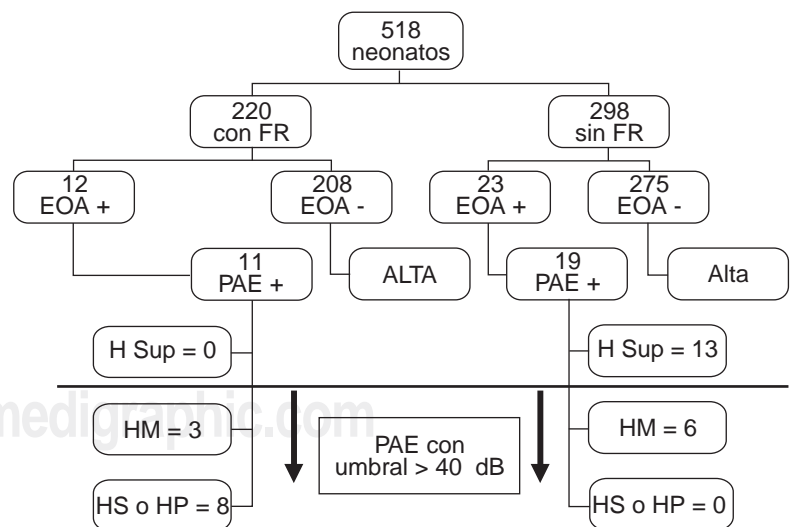 518
neonatos
220
con FR
298
sin FR
12
EOA +
208
EOA -
23
EOA +
275
EOA -
11
PAE +
ALTA
19
PAE +
Alta
H Sup = 0
H Sup = 13
medigraphic.com
HM = 3
PAE con
umbral > 40 dB
HM = 6
HS o HP = 8
HS o HP = 0